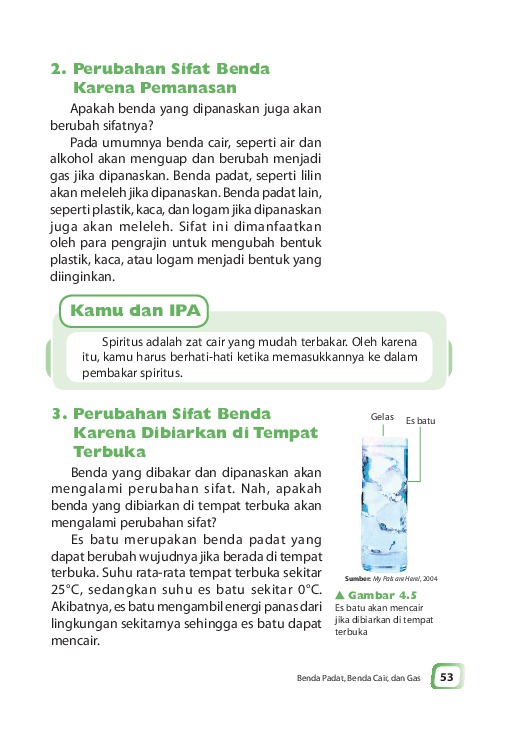 2. Perubahan Sifat Benda
Karena Pemanasan
Apakah benda yang dipanaskan juga akan
berubah sifatnya?
Pada umumnya benda cair, seperti air dan
alkohol akan menguap dan berubah menjadi
gas jika dipanaskan. Benda padat, seperti lilin
akan meleleh jika dipanaskan. Benda padat lain,
seperti plastik, kaca, dan logam jika dipanaskan
juga akan meleleh. Sifat ini dimanfaatkan
oleh para pengrajin untuk mengubah bentuk
plastik, kaca, atau logam menjadi bentuk yang
diinginkan.
Kamu dan IPA
Spiritus adalah zat cair yang mudah terbakar. Oleh karena
itu, kamu harus berhati-hati ketika memasukkannya ke dalam
pembakar spiritus.
3. Perubahan Sifat Benda
Karena Dibiarkan di Tempat
Terbuka
Benda yang dibakar dan dipanaskan akan
mengalami perubahan sifat. Nah, apakah
benda yang dibiarkan di tempat terbuka akan
mengalami perubahan sifat?
Es batu merupakan benda padat yang
dapat berubah wujudnya jika berada di tempat
terbuka. Suhu rata-rata tempat terbuka sekitar
25°C, sedangkan suhu es batu sekitar 0°C.
Akibatnya, es batu mengambil energi panas dari
lingkungan sekitarnya sehingga es batu dapat
mencair.
Gelas
Es batu
Sumber: My Pals are Here!, 2004
▲ Gambar 4.5
Es batu akan mencair
jika dibiarkan di tempat
terbuka
Benda Padat, Benda Cair, dan Gas
53